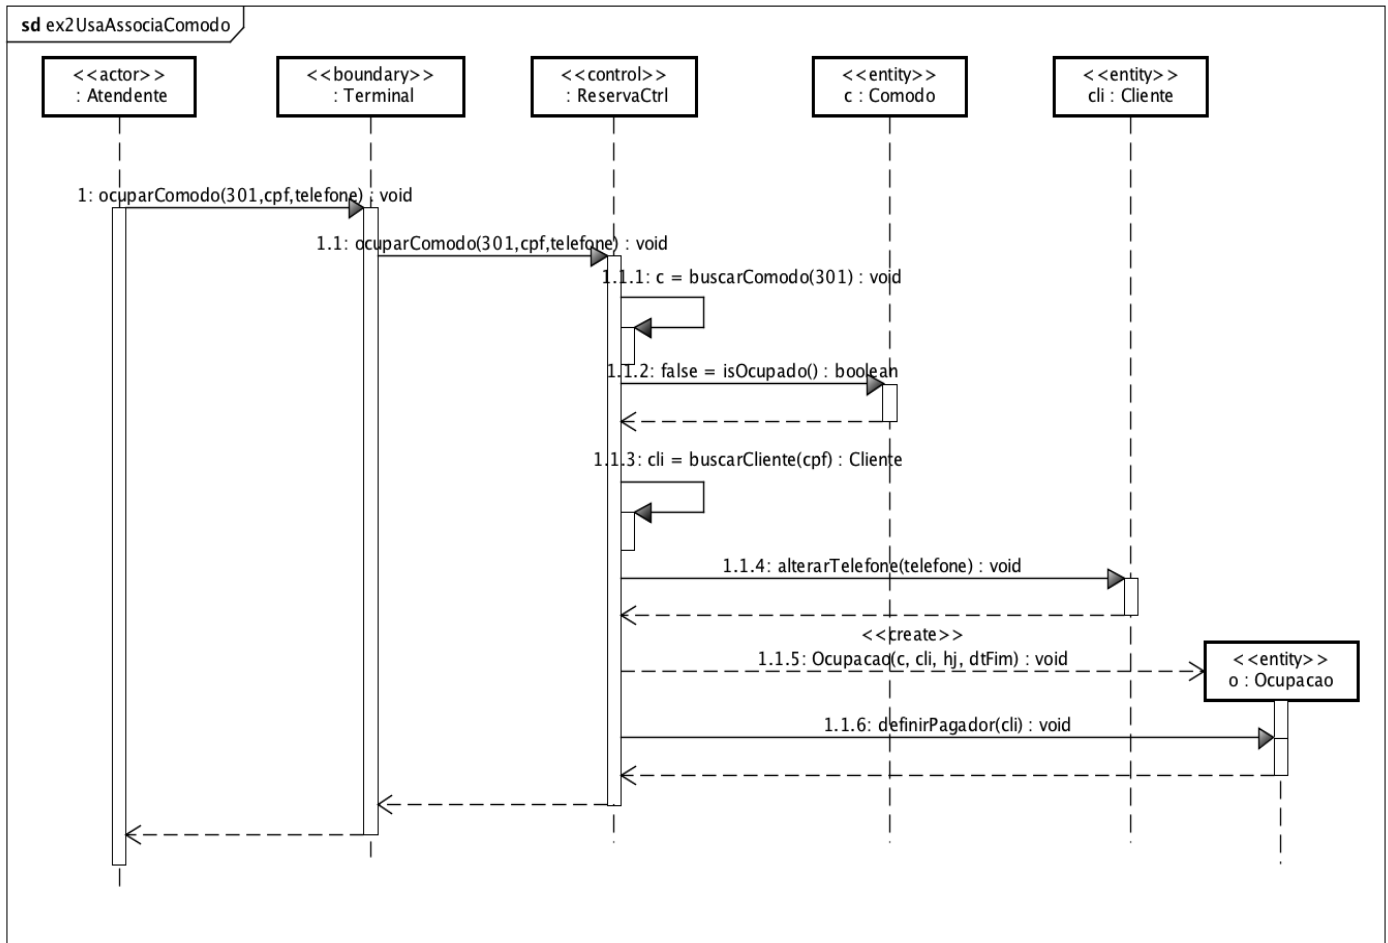 sd ex2UsaAssociaComodo
<<actor>>
: Atendente
<<boundary>>
: Terminal
<<control>>
: ReservaCtrl
<<entity>>
c : Comodo
<<entity>>
cli : Cliente
1: ocuparComodo(301,cpf,telefone) : void
1.1: ocuparComodo(301,cpf,telefone) : void
1.1.1: c = buscarComodo(301) : void
1.1.2: false = isOcupado() : boolean
1.1.3: cli = buscarCliente(cpf) : Cliente
1.1.4: alterarTelefone(telefone) : void
<<create>>
1.1.5: Ocupacao(c, cli, hj, dtFim) : void
<<entity>>
o : Ocupacao
1.1.6: definirPagador(cli) : void